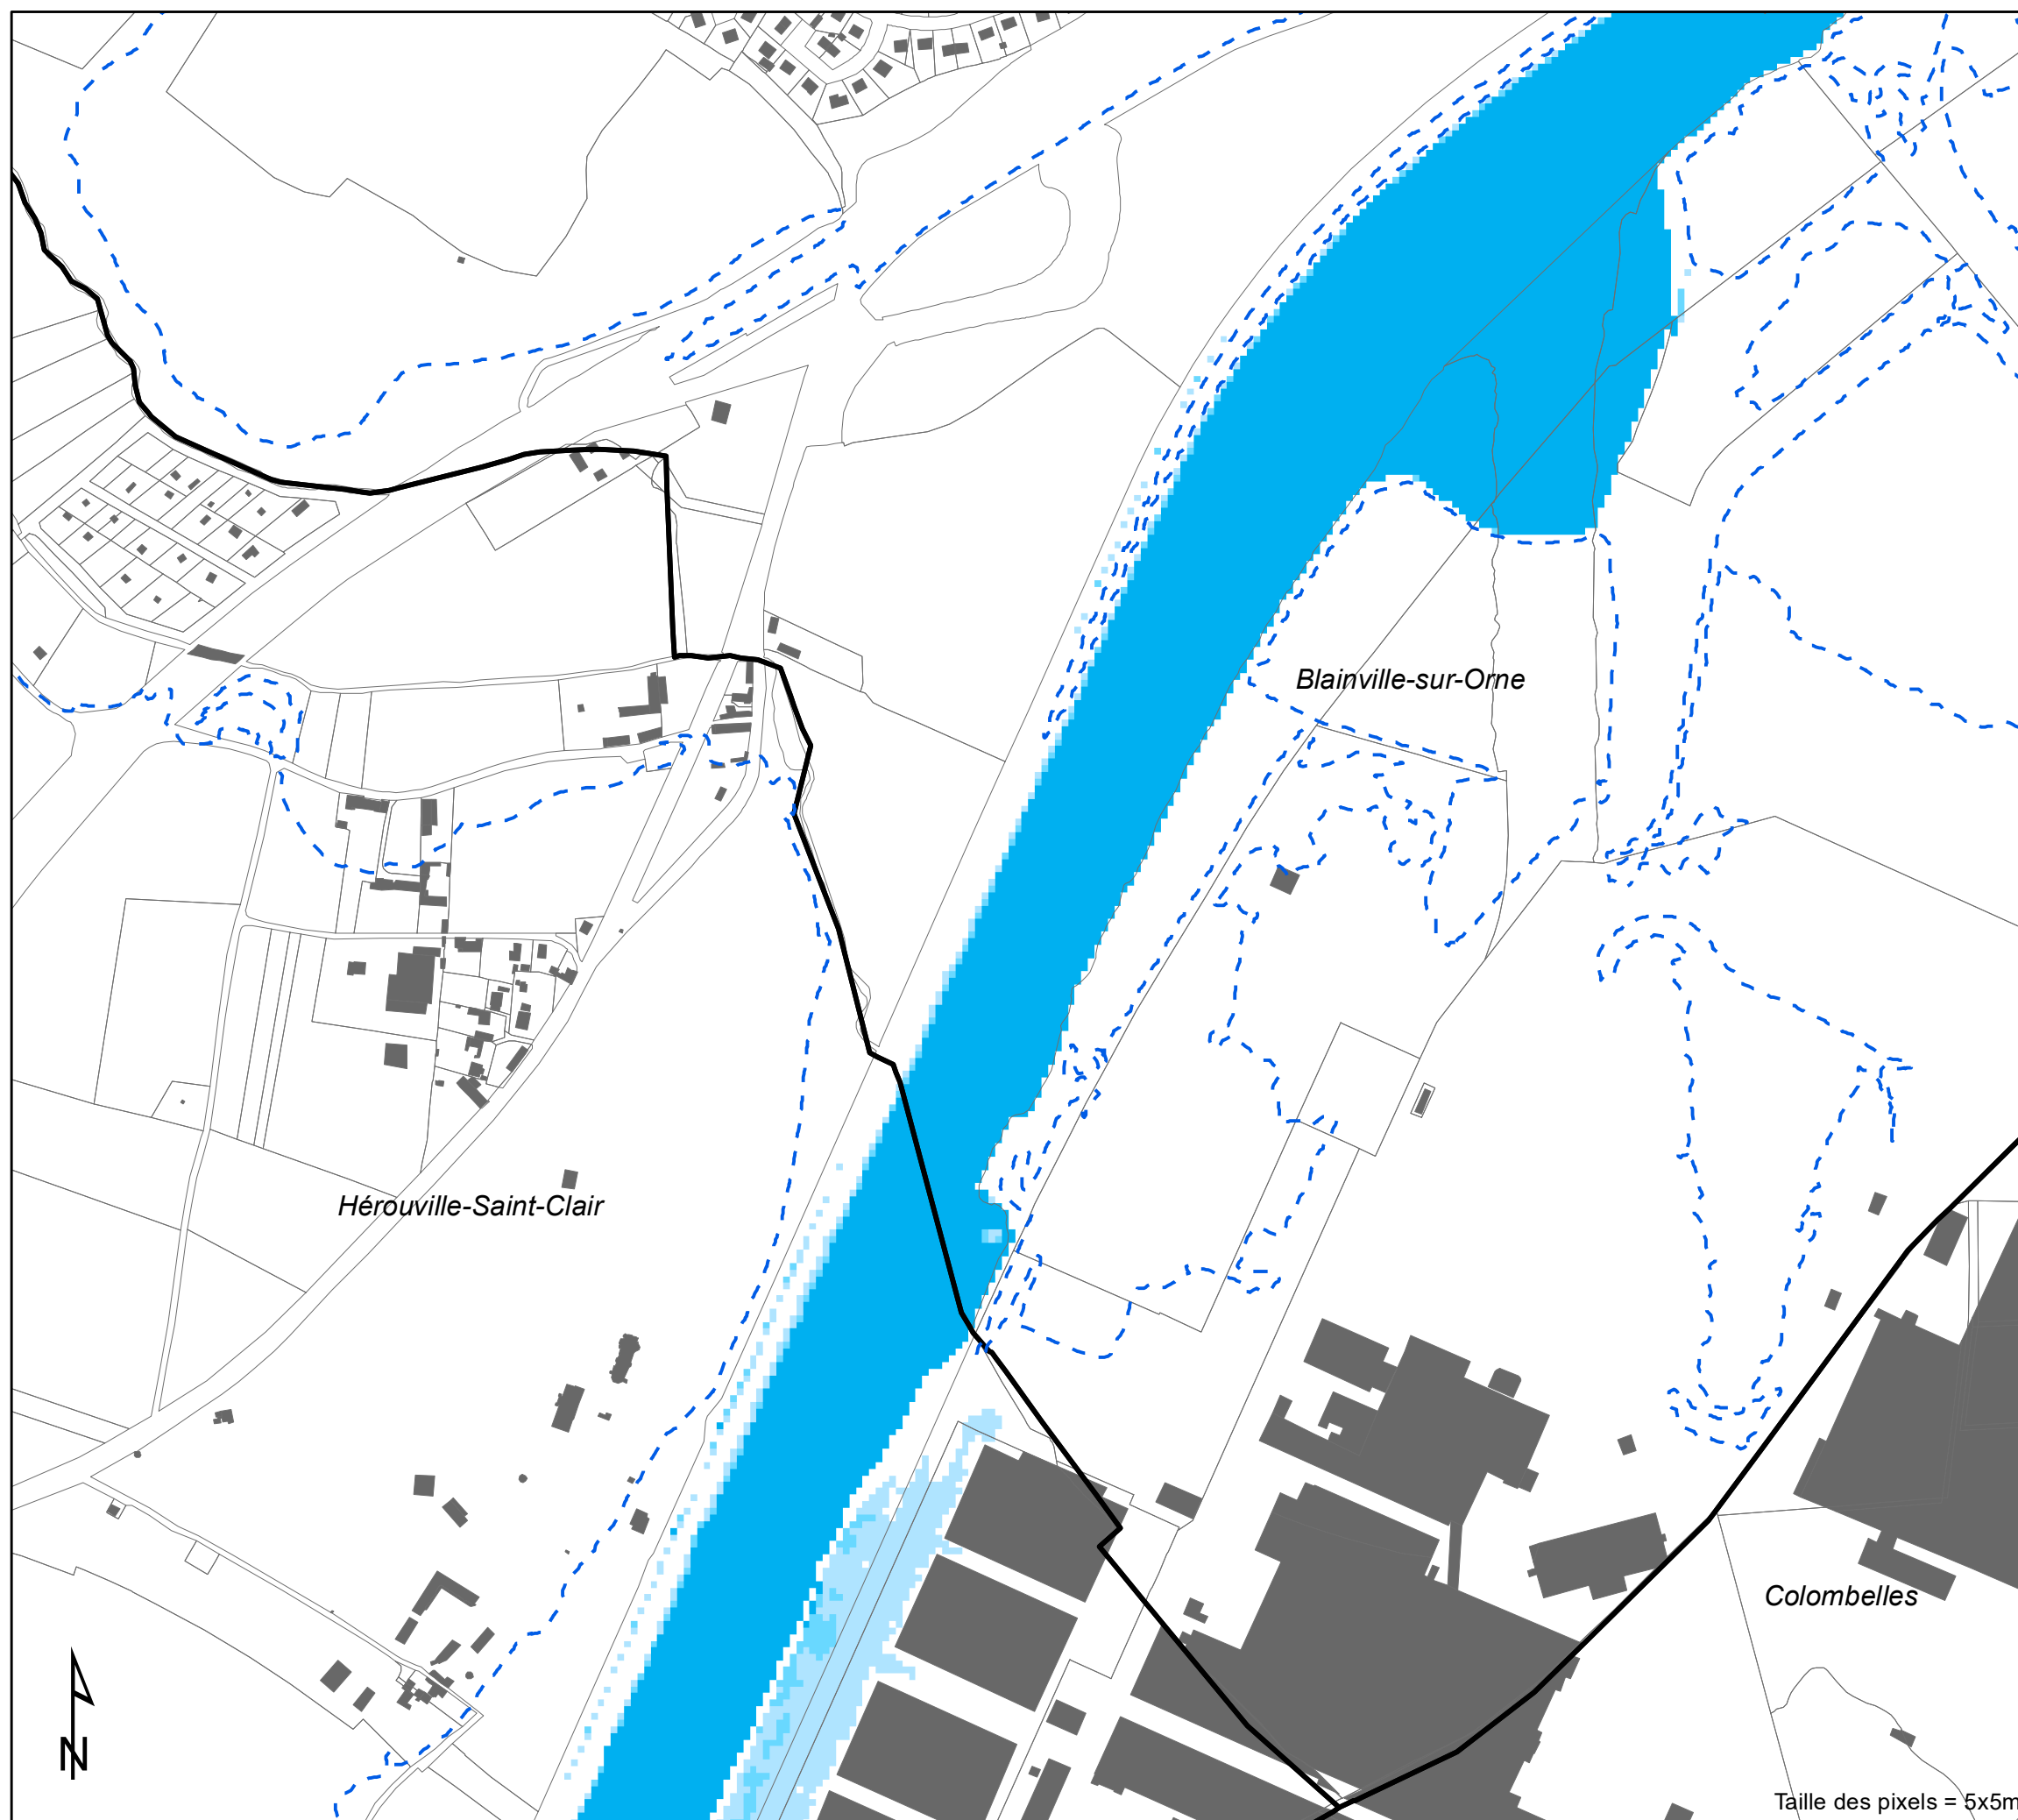 Blainville-sur-Orne
Hérouville-Saint-Clair
Colombelles
N
Taille des pixels = 5x5m